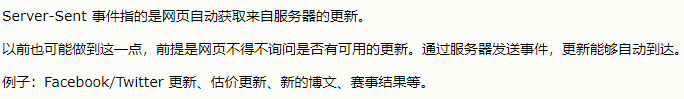 Server-Sent 事件指的是网页自动获取来自服务器的更新。
以前也可能做到这一点，前提是网页不得不询问是否有可用的更新。通过服务器发送事件，更新能够自动到达。
例子：Facebook/Twitter 更新、估价更新、新的博文、赛事结果等。